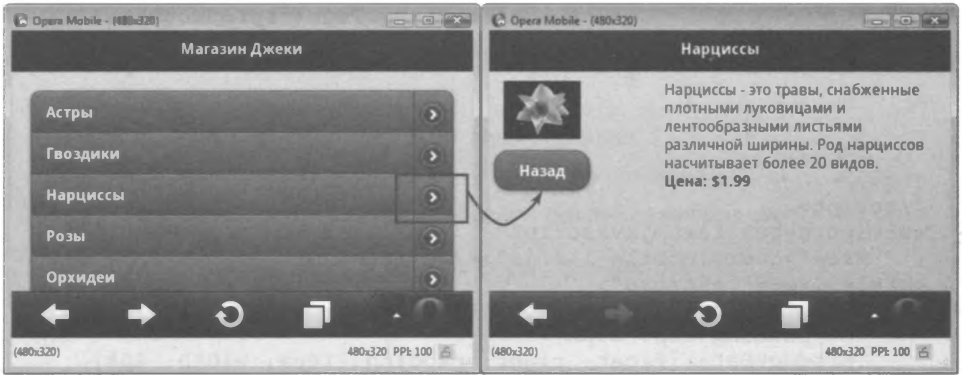 Opera Mobile - (480x320)
Магазин Джеки
Астры
Гвоздики
Нарциссы
Розы
Орхидеи
(480x320)
480x320 PPI: 100
Opera Mobile - (480x320)
Нарциссы
Нарциссы - это травы, снабженные
плотными луковицами и
лентообразными листьями
различной ширины. Род нарциссов
насчитывает более 20 видов.
Цена: $1.99
Назад
(480x320)
480x320 PPI: 100